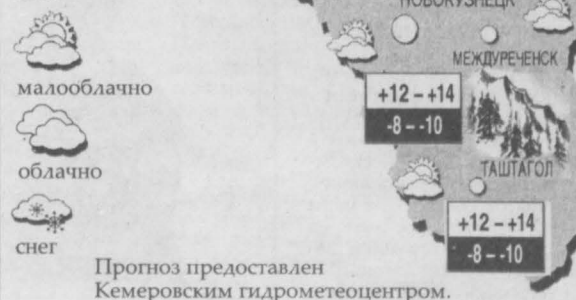 НОВОКУЗНЕЦК
малооблачно
МЕЖДУРЕЧЕНСК
+12 – +14
-8 – -10
облачно
ТАШТАГОЛ
снег
+12 – +14
-8 – -10
Прогноз предоставлен
Кемеровским гидрометеоцентром.